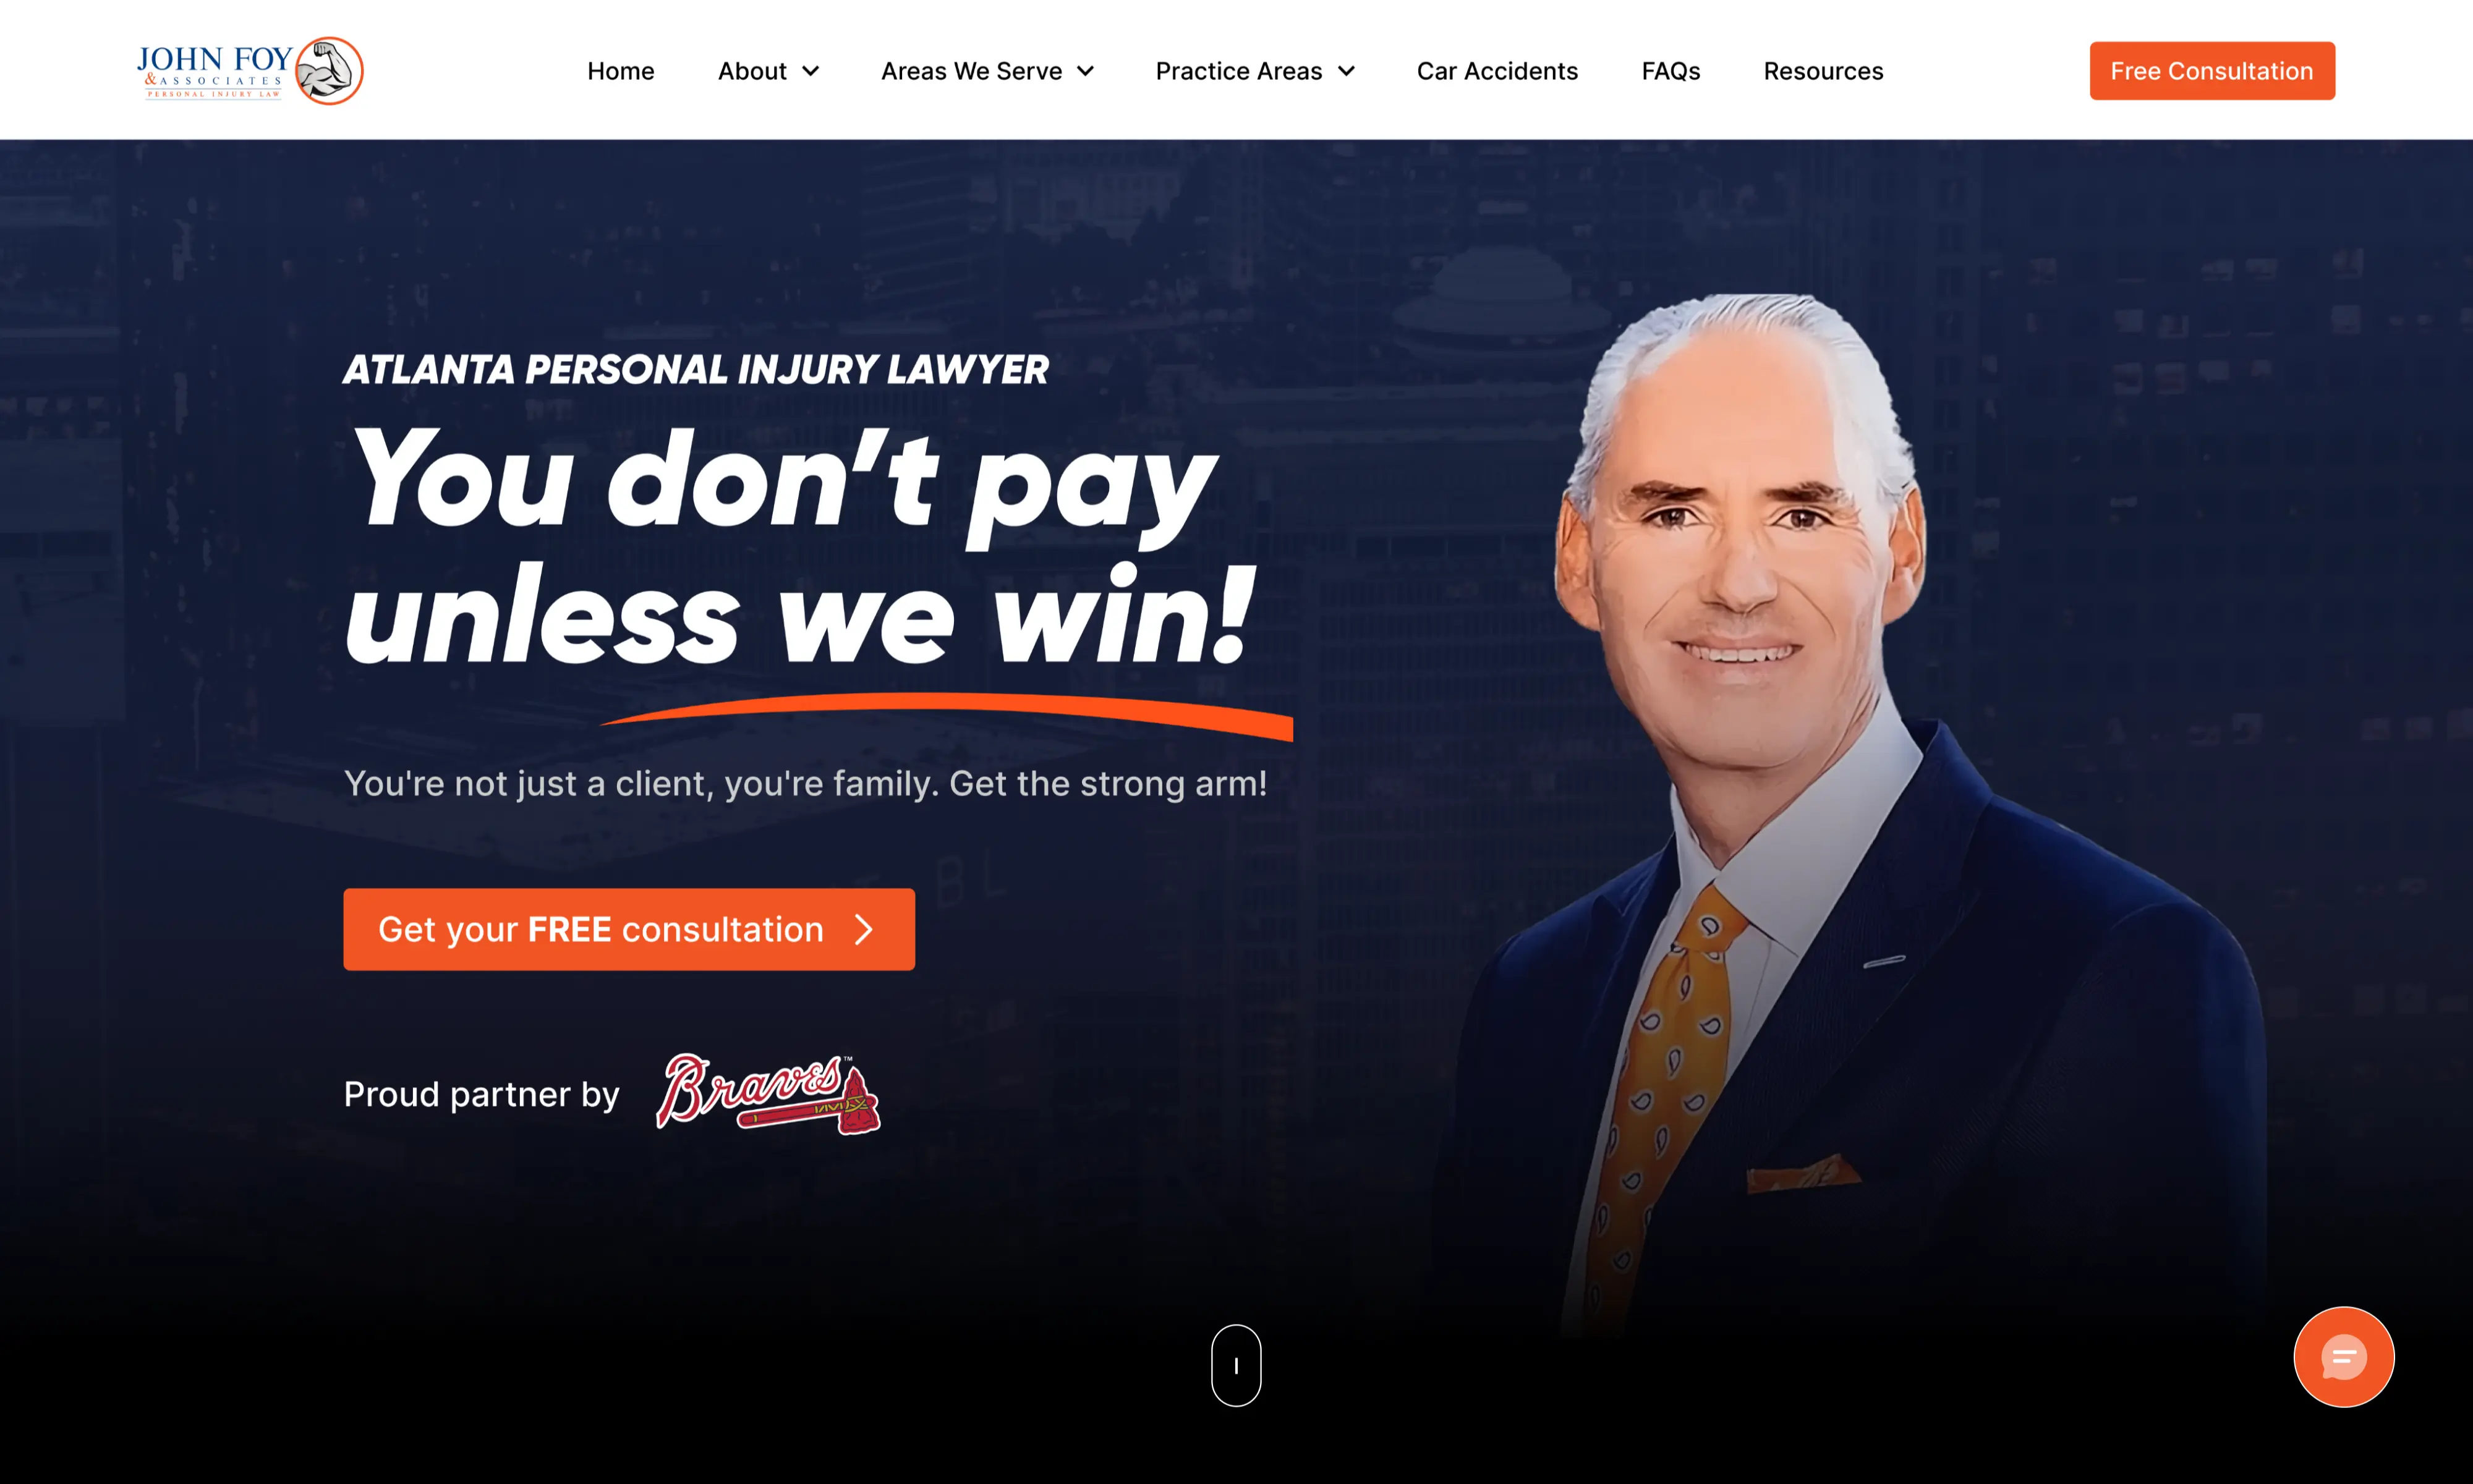 JOHN FOY
& ASSOCIATES
PERSONAL INJURY LAW
Home
About
Areas We Serve
Practice Areas
Car Accidents
FAQs
Resources
Free Consultation
ATLANTA PERSONAL INJURY LAWYER
You don’t pay
unless we win!
You're not just a client, you're family. Get the strong arm!
Get your FREE consultation
Proud partner by
Braves™